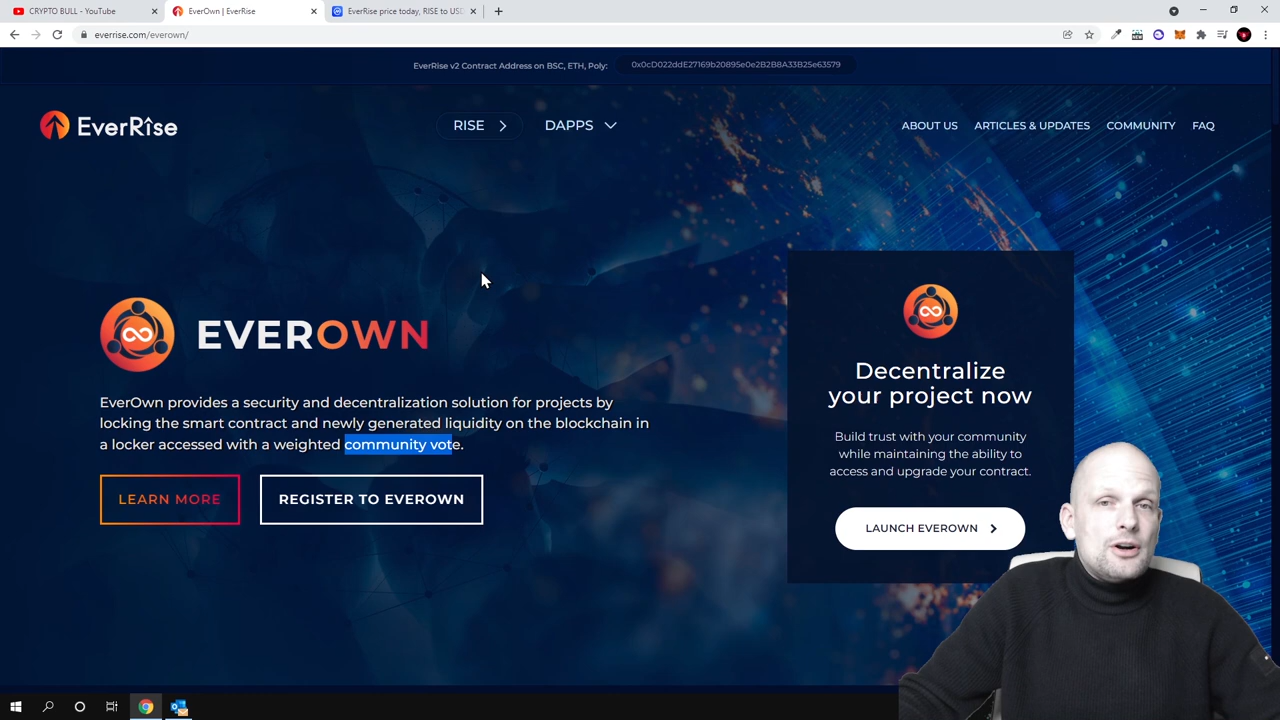 CRYPTO BULL - YouTube
EverOwn | EverRise
EverRise price today, RISE to USD
everrise.com/everown/
EverRise v2 Contract Address on BSC, ETH, Poly:
0x0cD022ddE27169b20895e0e2B2B8A33B25e63579
EverRise
RISE
DAPPS
ABOUT US
ARTICLES & UPDATES
COMMUNITY
FAQ
EVEROWN
EverOwn provides a security and decentralization solution for projects by
locking the smart contract and newly generated liquidity on the blockchain in
a locker accessed with a weighted community vote.
LEARN MORE
REGISTER TO EVEROWN
Decentralize
your project now
Build trust with your community
while maintaining the ability to
access and upgrade your contract.
LAUNCH EVEROWN